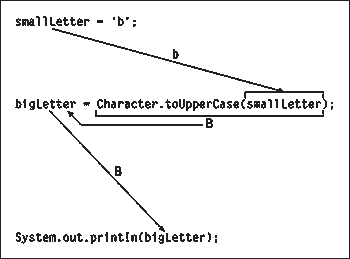 smallLetter = 'b';
b
bigLetter = Character.toUpperCase(smallLetter);
B
B
System.out.println(bigLetter);